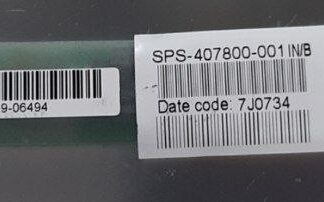 SPS-407800-001 IN/B
Date code: 7J0734
9-06494